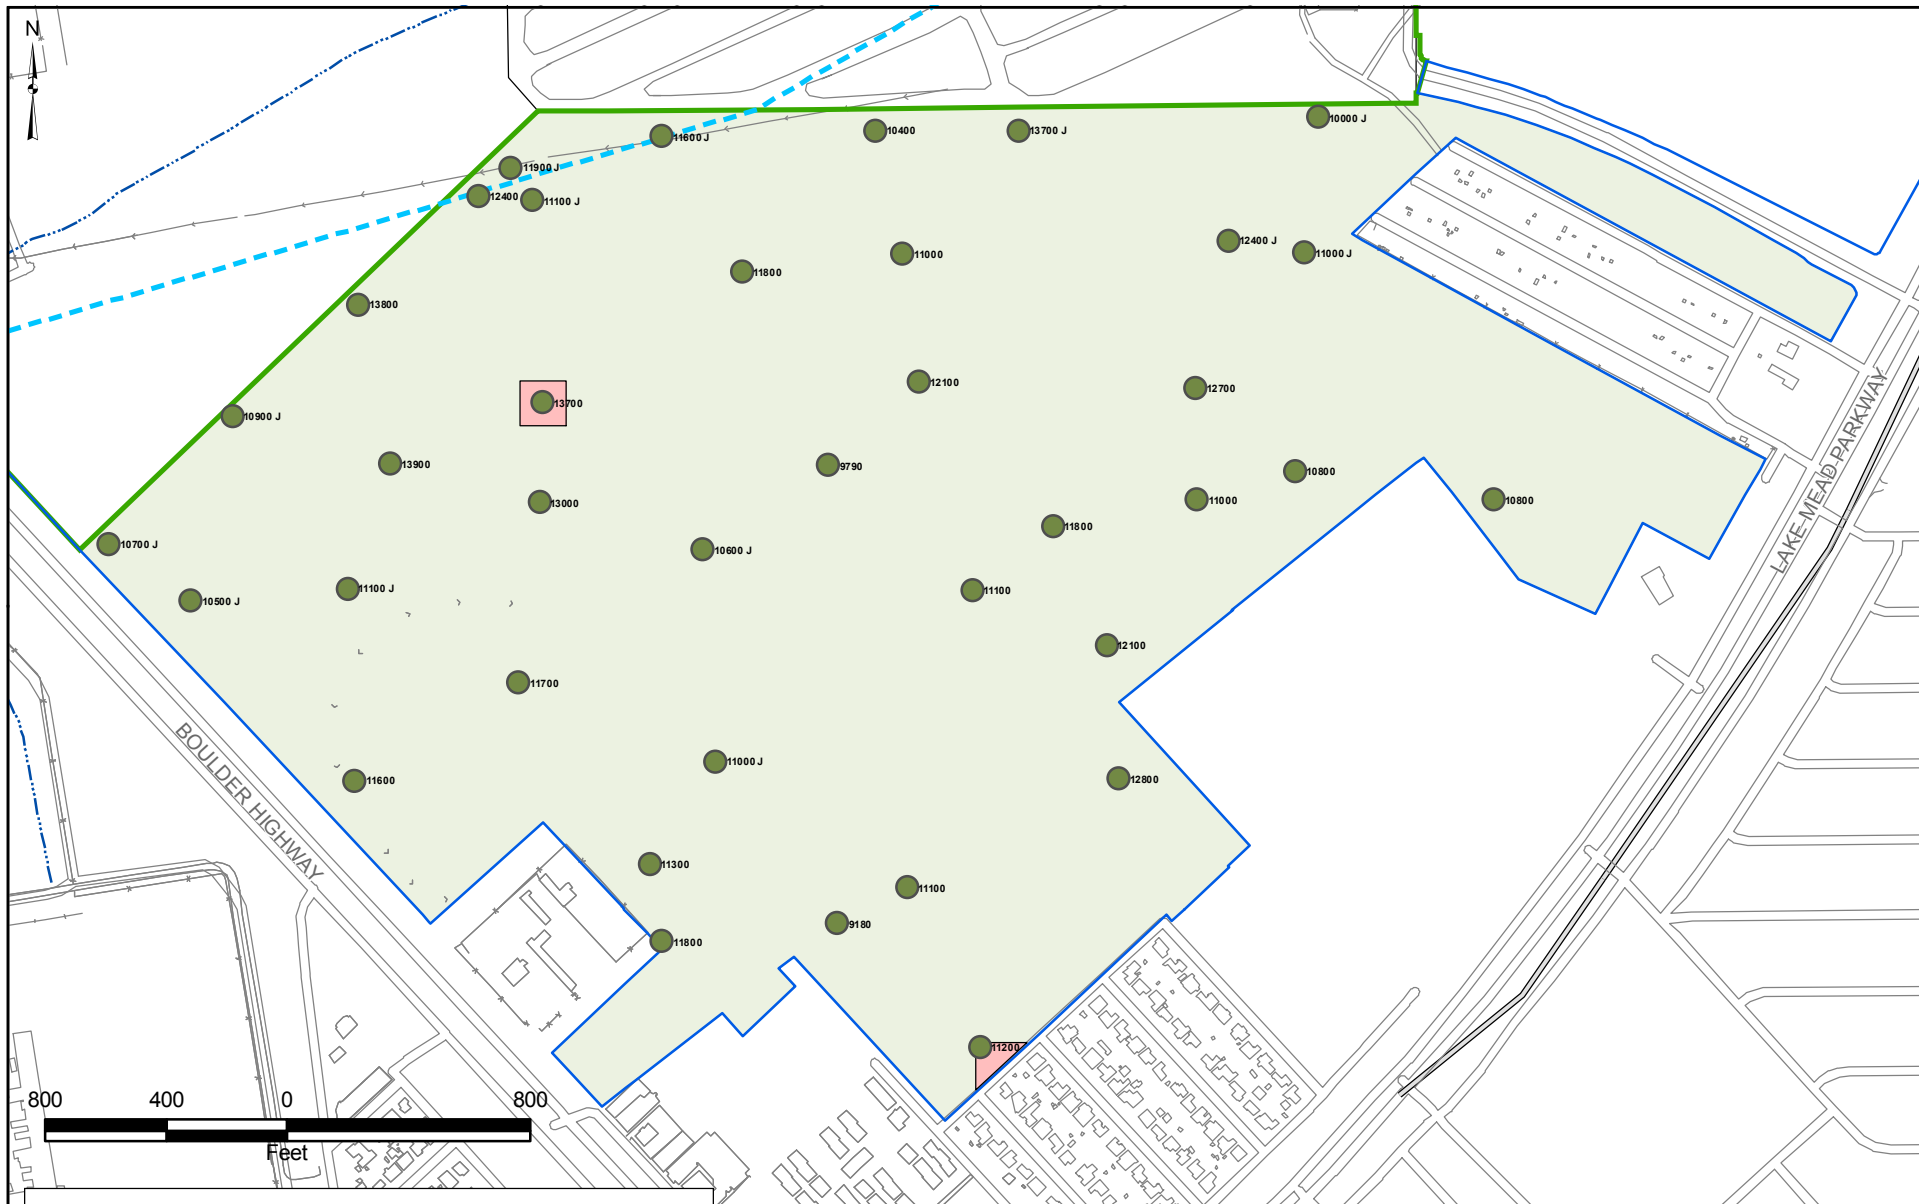 N
10000 J
11600 J
10400
13700 J
11900 J
12400
11100 J
12400 J
11000
11000 J
11800
13800
12100
12700
13700
10900 J
13900
9790
10800
13000
11000
10800
11800
10700 J
10600 J
11100 J
11100
10500 J
12100
11700
11000 J
12800
11600
11300
11100
9180
11800
11200
BOULDER HIGHWAY
LAKE MEAD PARKWAY
800 400 0 800
Feet